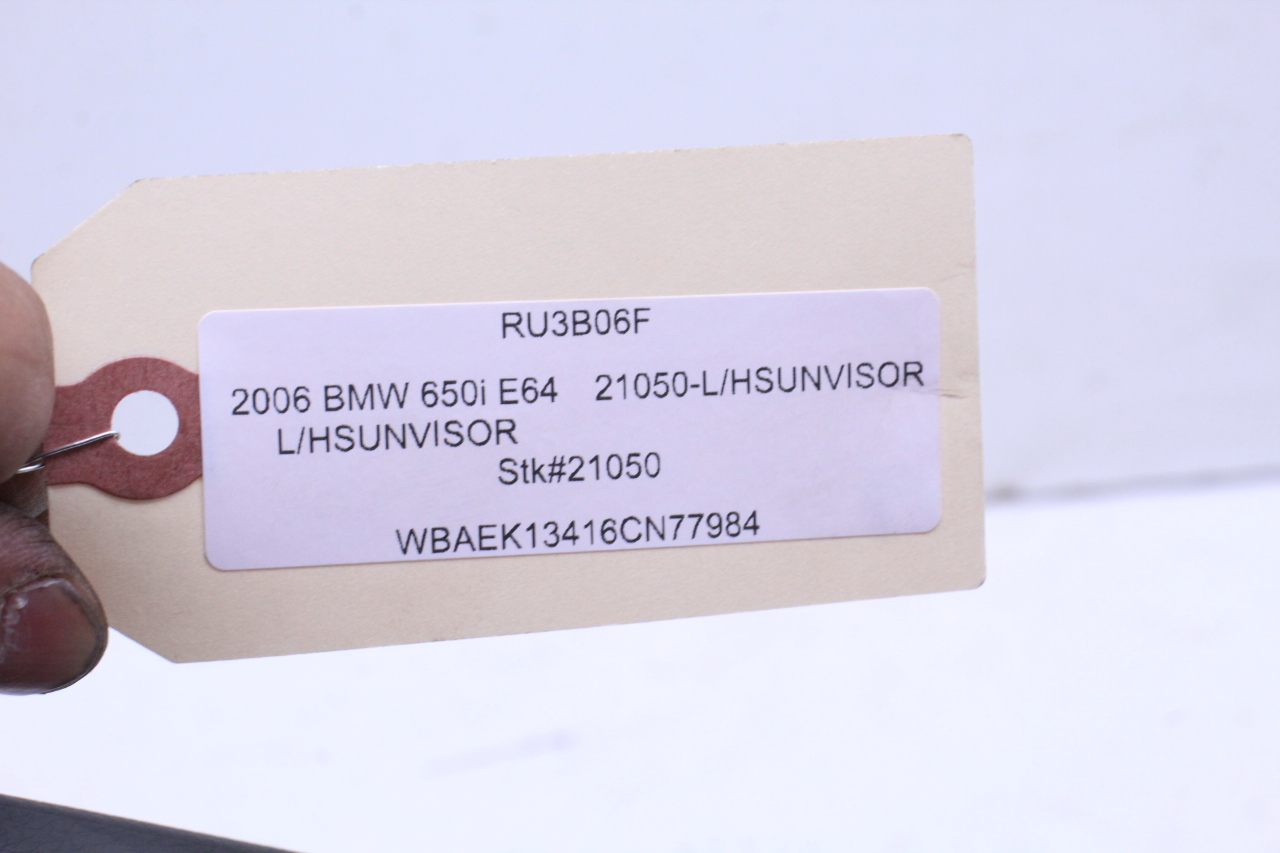 RU3B06F
2006 BMW 650i E64 21050-L/HSUNVISOR
L/HSUNVISOR
Stk#21050
WBAEK13416CN77984